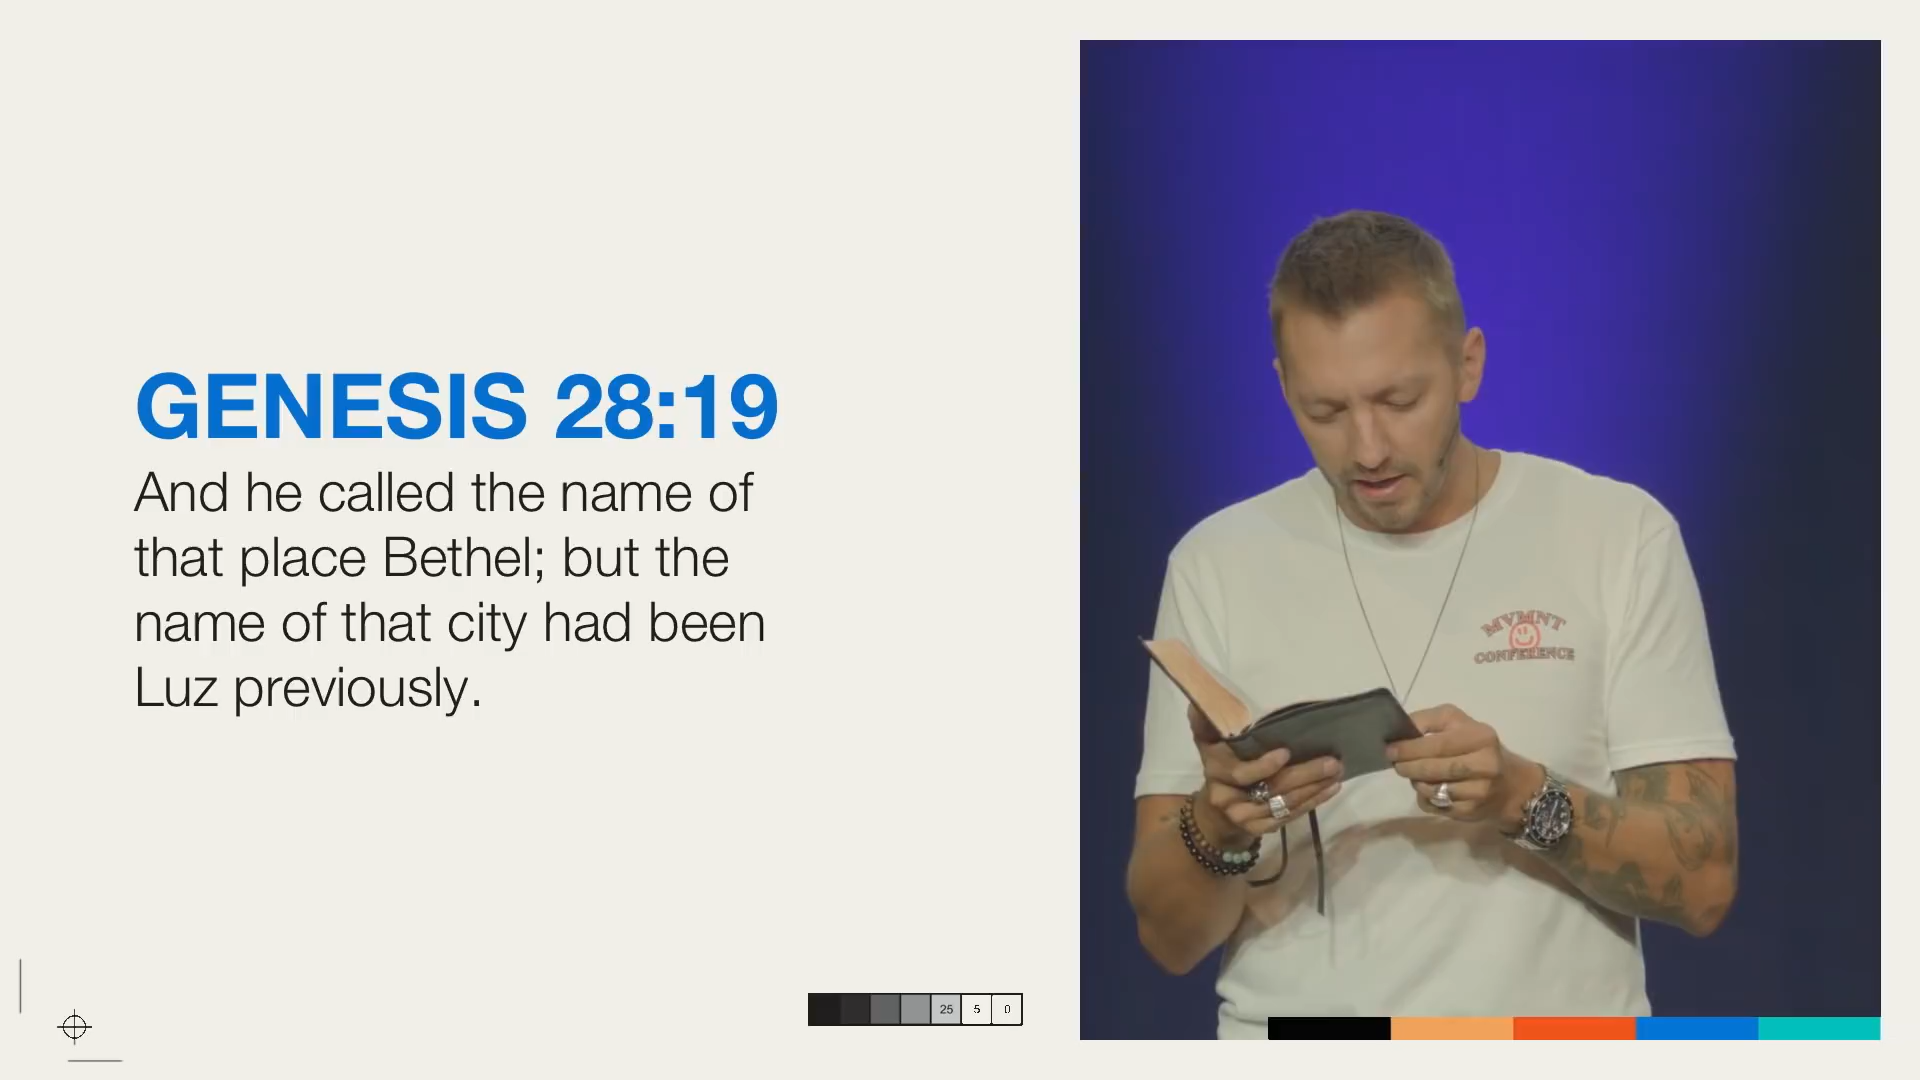 GENESIS 28:19
And he called the name of
that place Bethel; but the
name of that city had been
Luz previously.
MVMNT
CONFERENCE
25 5 0